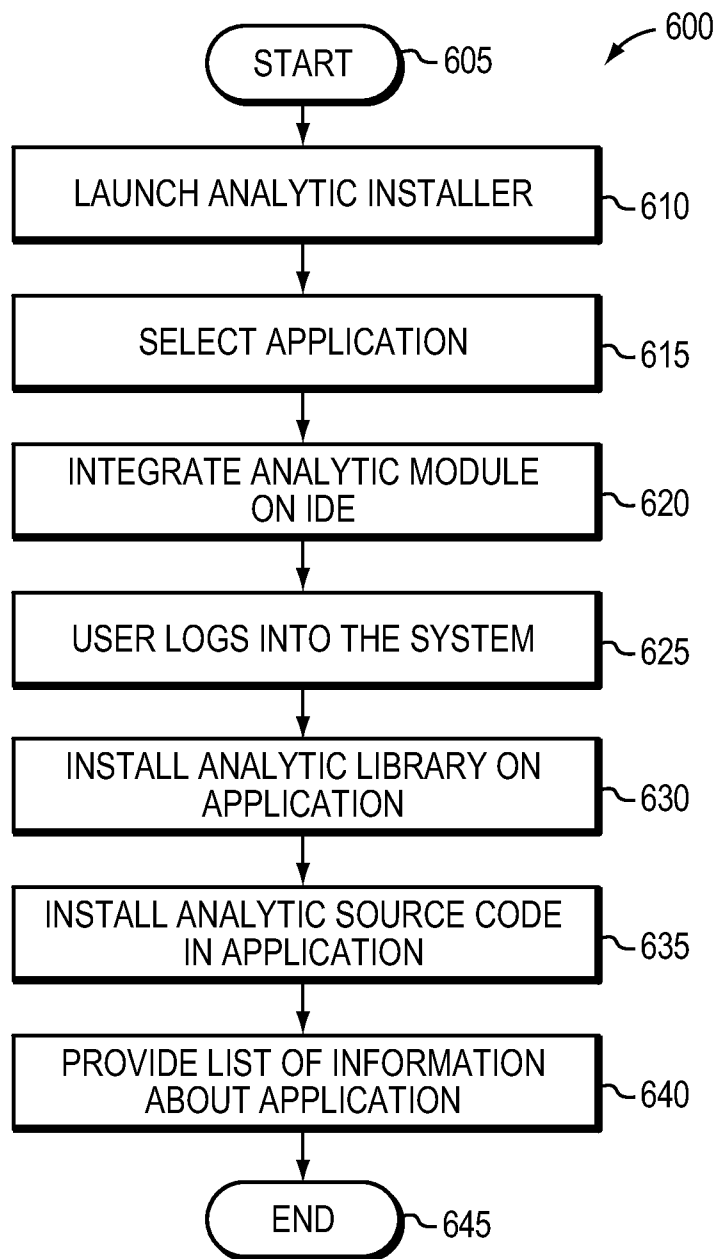 600
START
605
LAUNCH ANALYTIC INSTALLER
610
SELECT APPLICATION
615
INTEGRATE ANALYTIC MODULE
ON IDE
620
USER LOGS INTO THE SYSTEM
625
INSTALL ANALYTIC LIBRARY ON
APPLICATION
630
INSTALL ANALYTIC SOURCE CODE
IN APPLICATION
635
PROVIDE LIST OF INFORMATION
ABOUT APPLICATION
640
END
645